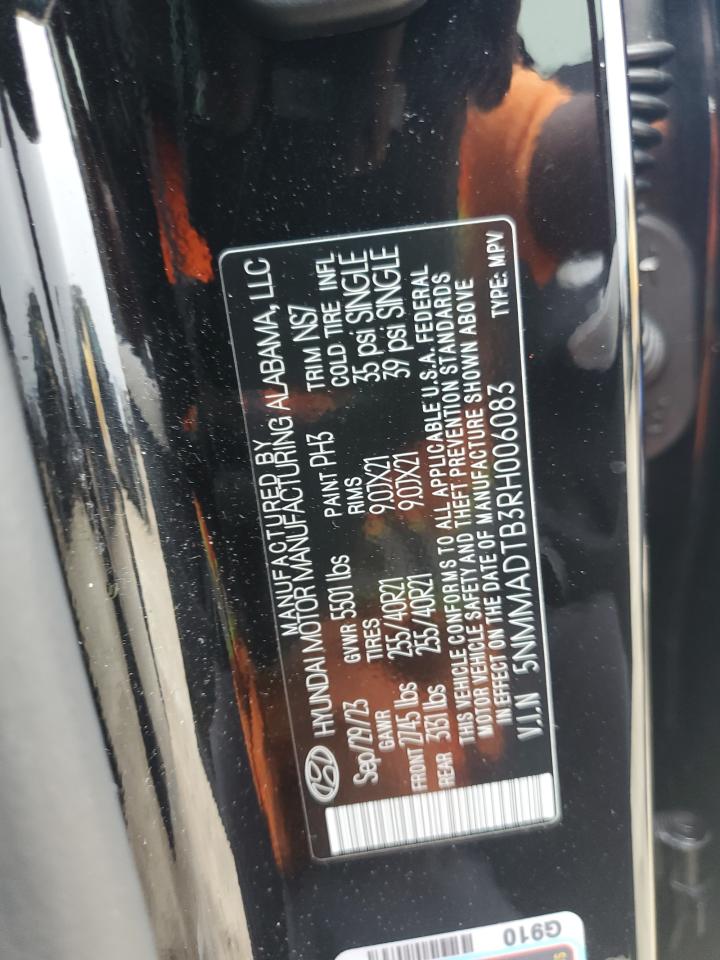 MANUFACTURED BY
HYUNDAI MOTOR MANUFACTURING ALABAMA, LLC
Sep/29/23 GVWR 5501 lbs PAINT PH3 TRIM NS7
GAWR TIRES RIMS COLD TIRE INFL
FRONT 2745 lbs 255/40R21 9.0JX21 35 psi SINGLE
REAR 3131 lbs 255/40R21 9.0JX21 39 psi SINGLE
THIS VEHICLE CONFORMS TO ALL APPLICABLE U.S.A. FEDERAL
MOTOR VEHICLE SAFETY AND THEFT PREVENTION STANDARDS
IN EFFECT ON THE DATE OF MANUFACTURE SHOWN ABOVE
V.I.N 5NMMADTB3RH006083 TYPE: MPV
G910